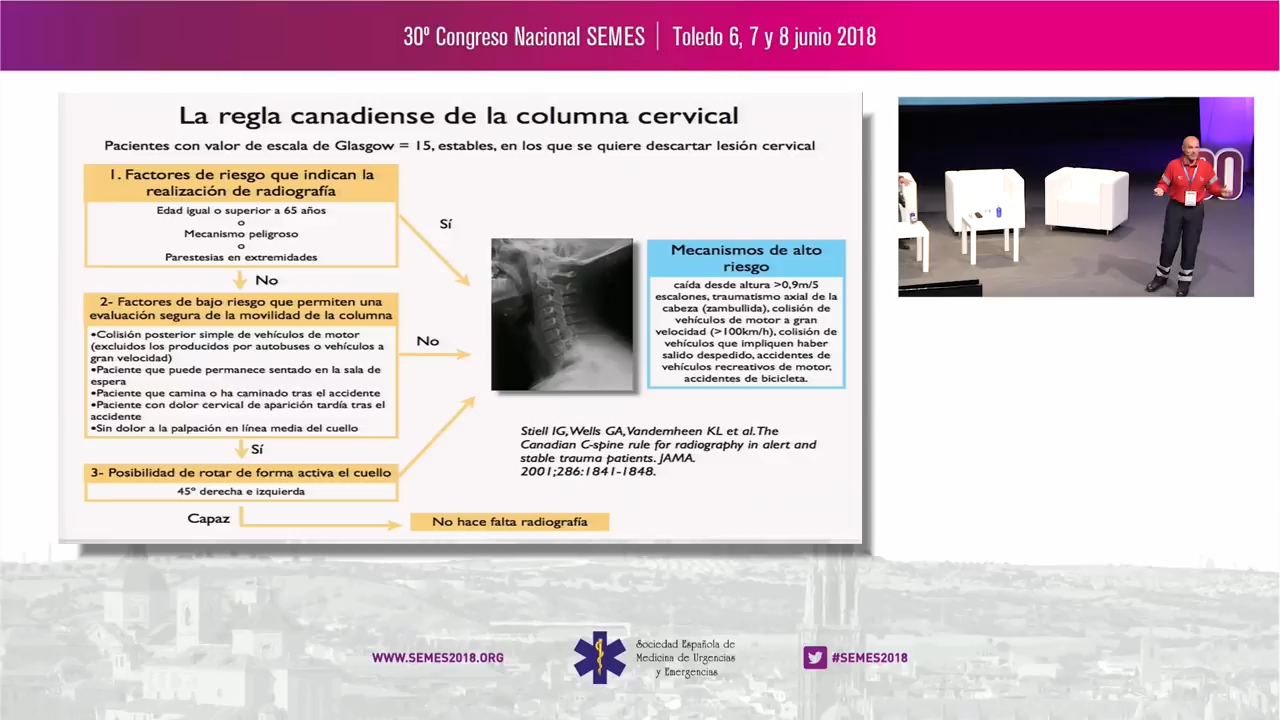 30º Congreso Nacional SEMES | Toledo 6, 7 y 8 junio 2018
La regla canadiense de la columna cervical
Pacientes con valor de escala de Glasgow = 15, estables, en los que se quiere descartar lesión cervical
1. Factores de riesgo que indican la
realización de radiografía
Edad igual o superior a 65 años
o
Mecanismo peligroso
o
Parestesias en extremidades
Sí
No
2- Factores de bajo riesgo que permiten una
evaluación segura de la movilidad de la columna
•Colisión posterior simple de vehículos de motor
(excluidos los producidos por autobuses o vehículos a
gran velocidad)
•Paciente que puede permanece sentado en la sala de
espera
•Paciente que camina o ha caminado tras el accidente
•Paciente con dolor cervical de aparición tardía tras el
accidente
•Sin dolor a la palpación en línea media del cuello
No
Sí
3- Posibilidad de rotar de forma activa el cuello
45º derecha e izquierda
Capaz
No hace falta radiografía
Mecanismos de alto
riesgo
caída desde altura >0,9m/5
escalones, traumatismo axial de la
cabeza (zambullida), colisión de
vehículos de motor a gran
velocidad (>100km/h), colisión de
vehículos que impliquen haber
salido despedido, accidentes de
vehículos recreativos de motor,
accidentes de bicicleta.
Stiell IG, Wells GA, Vandemheen KL et al. The
Canadian C-spine rule for radiography in alert and
stable trauma patients. JAMA.
2001;286:1841-1848.
WWW.SEMES2018.ORG
Sociedad Española de
Medicina de Urgencias
y Emergencias
#SEMES2018